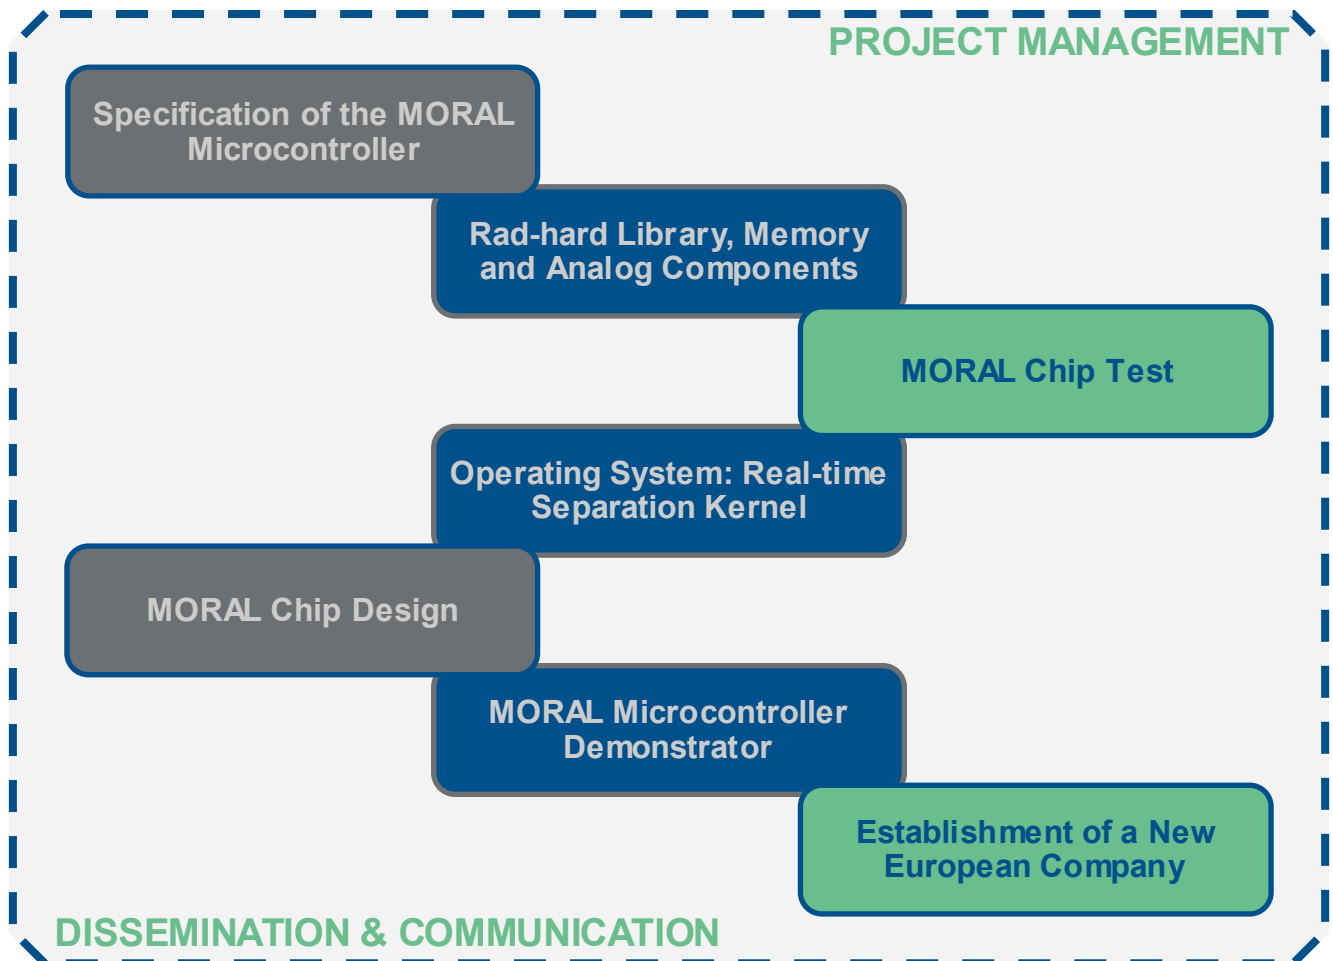 PROJECT MANAGEMENT
Specification of the MORAL
Microcontroller
Rad-hard Library, Memory
and Analog Components
MORAL Chip Test
Operating System: Real-time
Separation Kernel
MORAL Chip Design
MORAL Microcontroller
Demonstrator
Establishment of a New
European Company
DISSEMINATION & COMMUNICATION